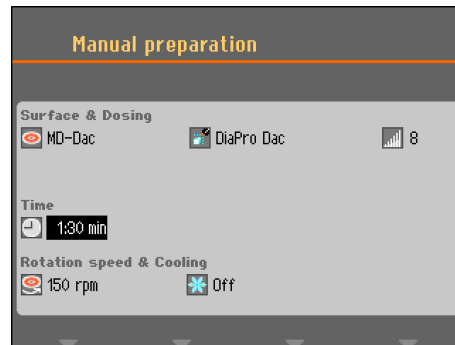 Manual preparation
Surface & Dosing
MD-Dac DiaPro Dac 8
Time
1:30 min
Rotation speed & Cooling
150 rpm Off